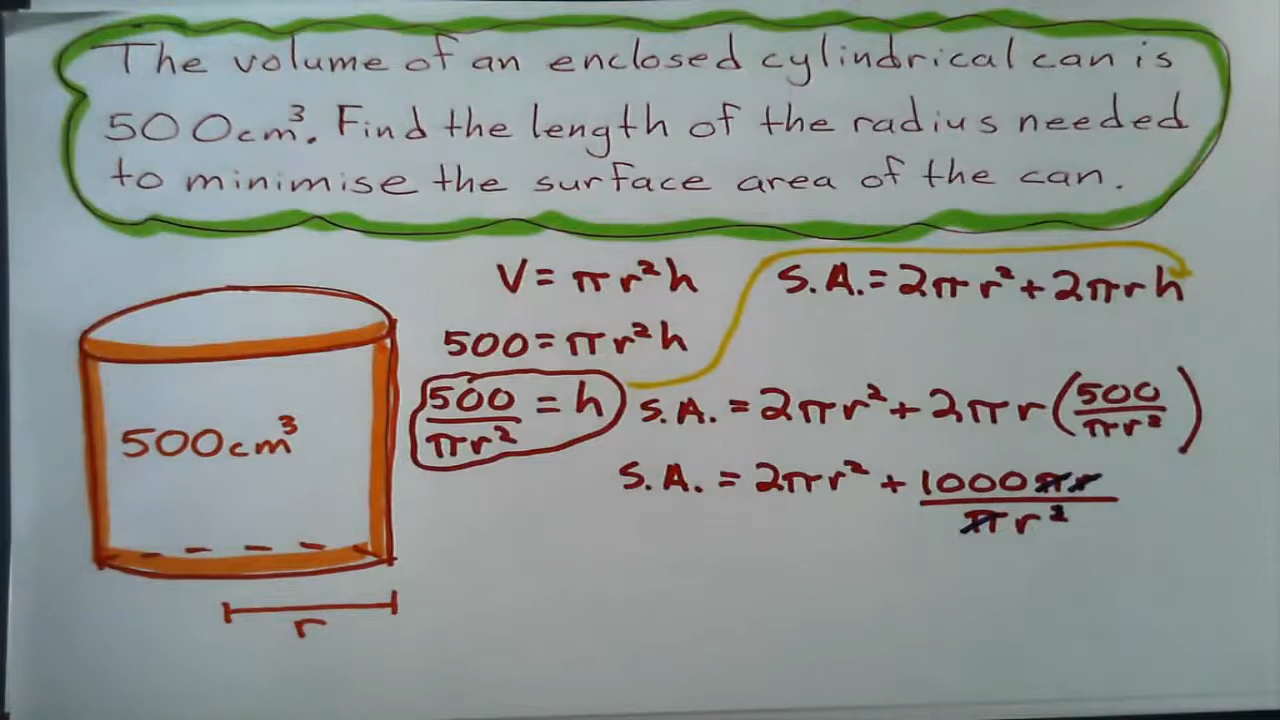 The volume of an enclosed cylindrical can is
500cm³. Find the length of the radius needed
to minimise the surface area of the can.
V = πr²h
S.A. = 2πr² + 2πrh
500 = πr²h
500/πr² = h
S.A. = 2πr² + 2πr(500/πr²)
500cm³
S.A. = 2πr² + 1000πr/πr²
r